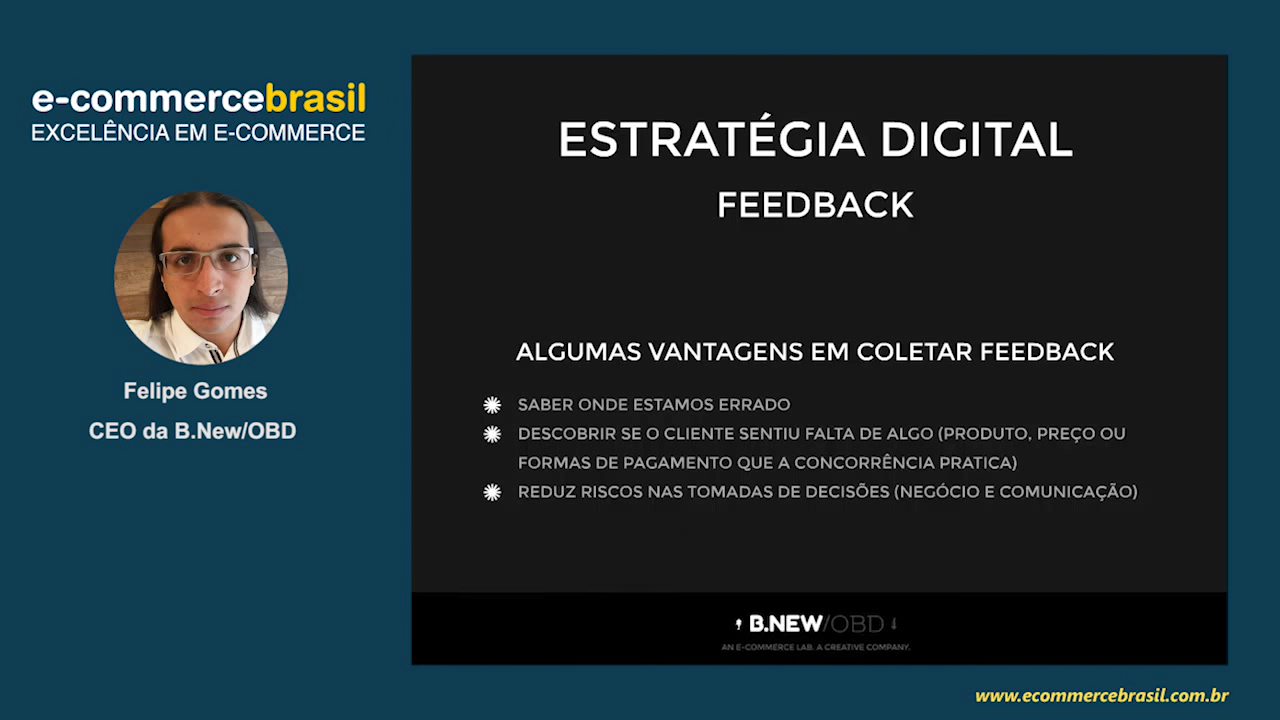 e-commercebrasil
EXCELÊNCIA EM E-COMMERCE
Felipe Gomes
CEO da B.New/OBD
ESTRATÉGIA DIGITAL
FEEDBACK
ALGUMAS VANTAGENS EM COLETAR FEEDBACK
SABER ONDE ESTAMOS ERRADO
DESCOBRIR SE O CLIENTE SENTIU FALTA DE ALGO (PRODUTO, PREÇO OU
FORMAS DE PAGAMENTO QUE A CONCORRÊNCIA PRATICA)
REDUZ RISCOS NAS TOMADAS DE DECISÕES (NEGÓCIO E COMUNICAÇÃO)
B.NEW/OBD
AN E-COMMERCE LAB. A CREATIVE COMPANY.
www.ecommercebrasil.com.br